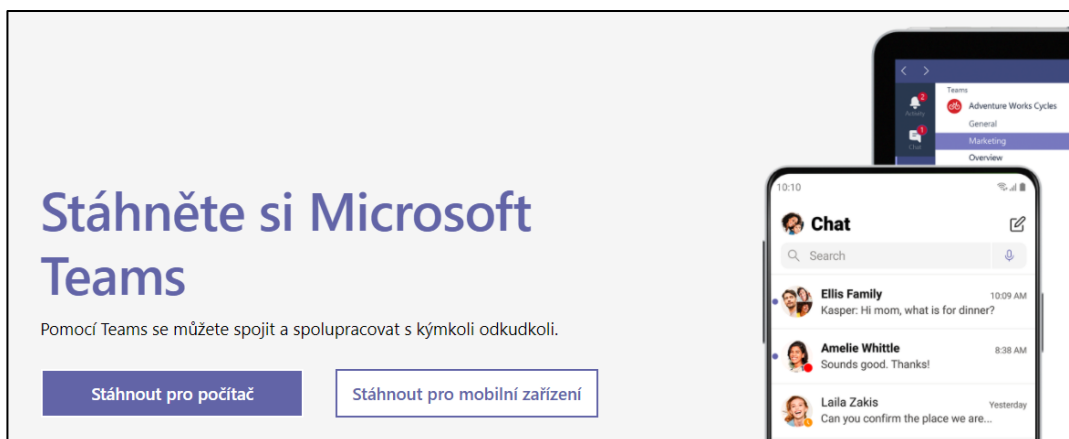 Stáhněte si Microsoft
Teams
Pomocí Teams se můžete spojit a spolupracovat s kýmkoli odkudkoli.
Stáhnout pro počítač
Stáhnout pro mobilní zařízení
Teams
Adventure Works Cycles
General
Marketing
Overview
Activity
2
Chat
1
10:10
Chat
Search
Ellis Family 10:09 AM
Kasper: Hi mom, what is for dinner?
Amelie Whittle 8:38 AM
Sounds good. Thanks!
Laila Zakis Yesterday
Can you confirm the place we are...